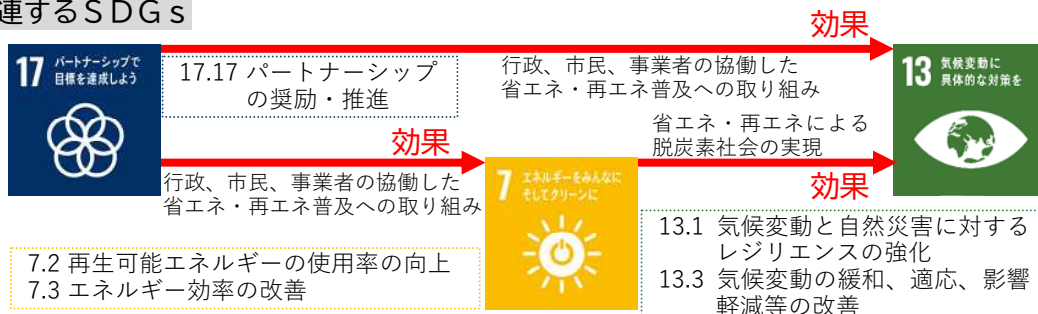 連するＳＤＧｓ
効果
17 パートナーシップで
目標を達成しよう
17.17 パートナーシップ
の奨励・推進
行政、市民、事業者の協働した
省エネ・再エネ普及への取り組み
13 気候変動に
具体的な対策を
効果
行政、市民、事業者の協働した
省エネ・再エネ普及への取り組み
省エネ・再エネによる
脱炭素社会の実現
効果
7 エネルギーをみんなに
そしてクリーンに
7.2 再生可能エネルギーの使用率の向上
7.3 エネルギー効率の改善
13.1 気候変動と自然災害に対する
レジリエンスの強化
13.3 気候変動の緩和、適応、影響
軽減等の改善